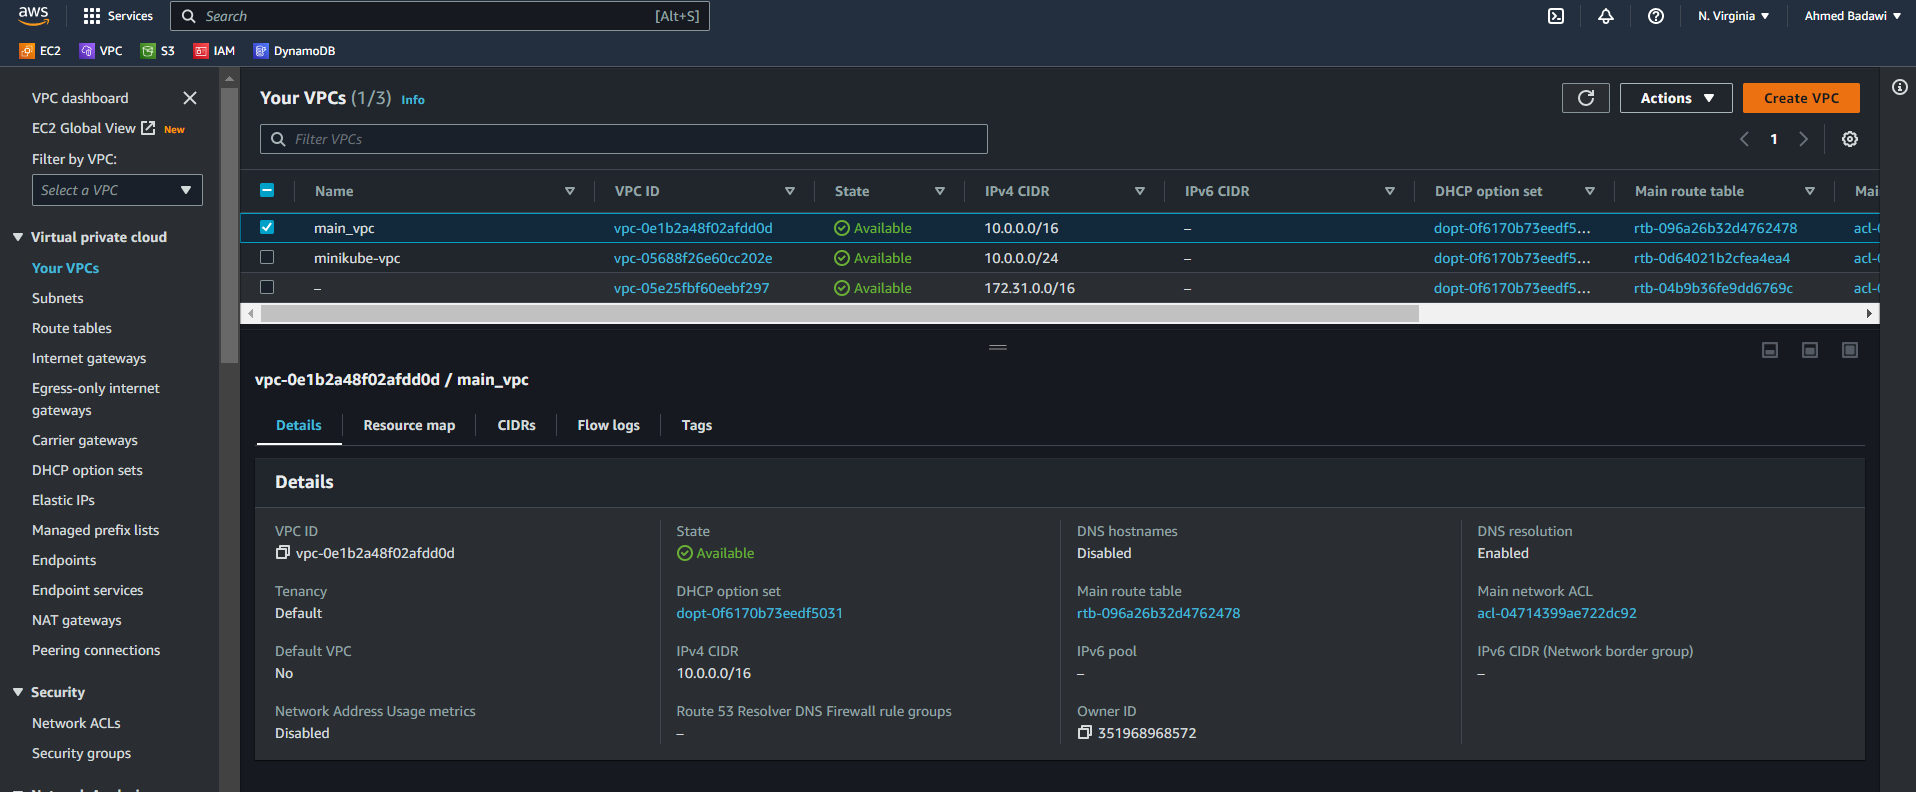 aws Services Search [Alt+S] N. Virginia Ahmed Badawi
EC2 VPC S3 IAM DynamoDB
VPC dashboard
EC2 Global View New
Filter by VPC:
Select a VPC
Virtual private cloud
Your VPCs
Subnets
Route tables
Internet gateways
Egress-only internet
gateways
Carrier gateways
DHCP option sets
Elastic IPs
Managed prefix lists
Endpoints
Endpoint services
NAT gateways
Peering connections
Security
Network ACLs
Security groups
Your VPCs (1/3) Info
Actions Create VPC
Filter VPCs
1
Name VPC ID State IPv4 CIDR IPv6 CIDR DHCP option set Main route table Mai
main_vpc vpc-0e1b2a48f02afdd0d Available 10.0.0.0/16 – dopt-0f6170b73eedf5... rtb-096a26b32d4762478 acl-
minikube-vpc vpc-05688f26e60cc202e Available 10.0.0.0/24 – dopt-0f6170b73eedf5... rtb-0d64021b2cfea4ea4 acl-
– vpc-05e25fbf60eebf297 Available 172.31.0.0/16 – dopt-0f6170b73eedf5... rtb-04b9b36fe9dd6769c acl-
vpc-0e1b2a48f02afdd0d / main_vpc
Details Resource map CIDRs Flow logs Tags
Details
VPC ID
vpc-0e1b2a48f02afdd0d
State
Available
DNS hostnames
Disabled
DNS resolution
Enabled
Tenancy
Default
DHCP option set
dopt-0f6170b73eedf5031
Main route table
rtb-096a26b32d4762478
Main network ACL
acl-04714399ae722dc92
Default VPC
No
IPv4 CIDR
10.0.0.0/16
IPv6 pool
–
IPv6 CIDR (Network border group)
–
Network Address Usage metrics
Disabled
Route 53 Resolver DNS Firewall rule groups
–
Owner ID
351968968572